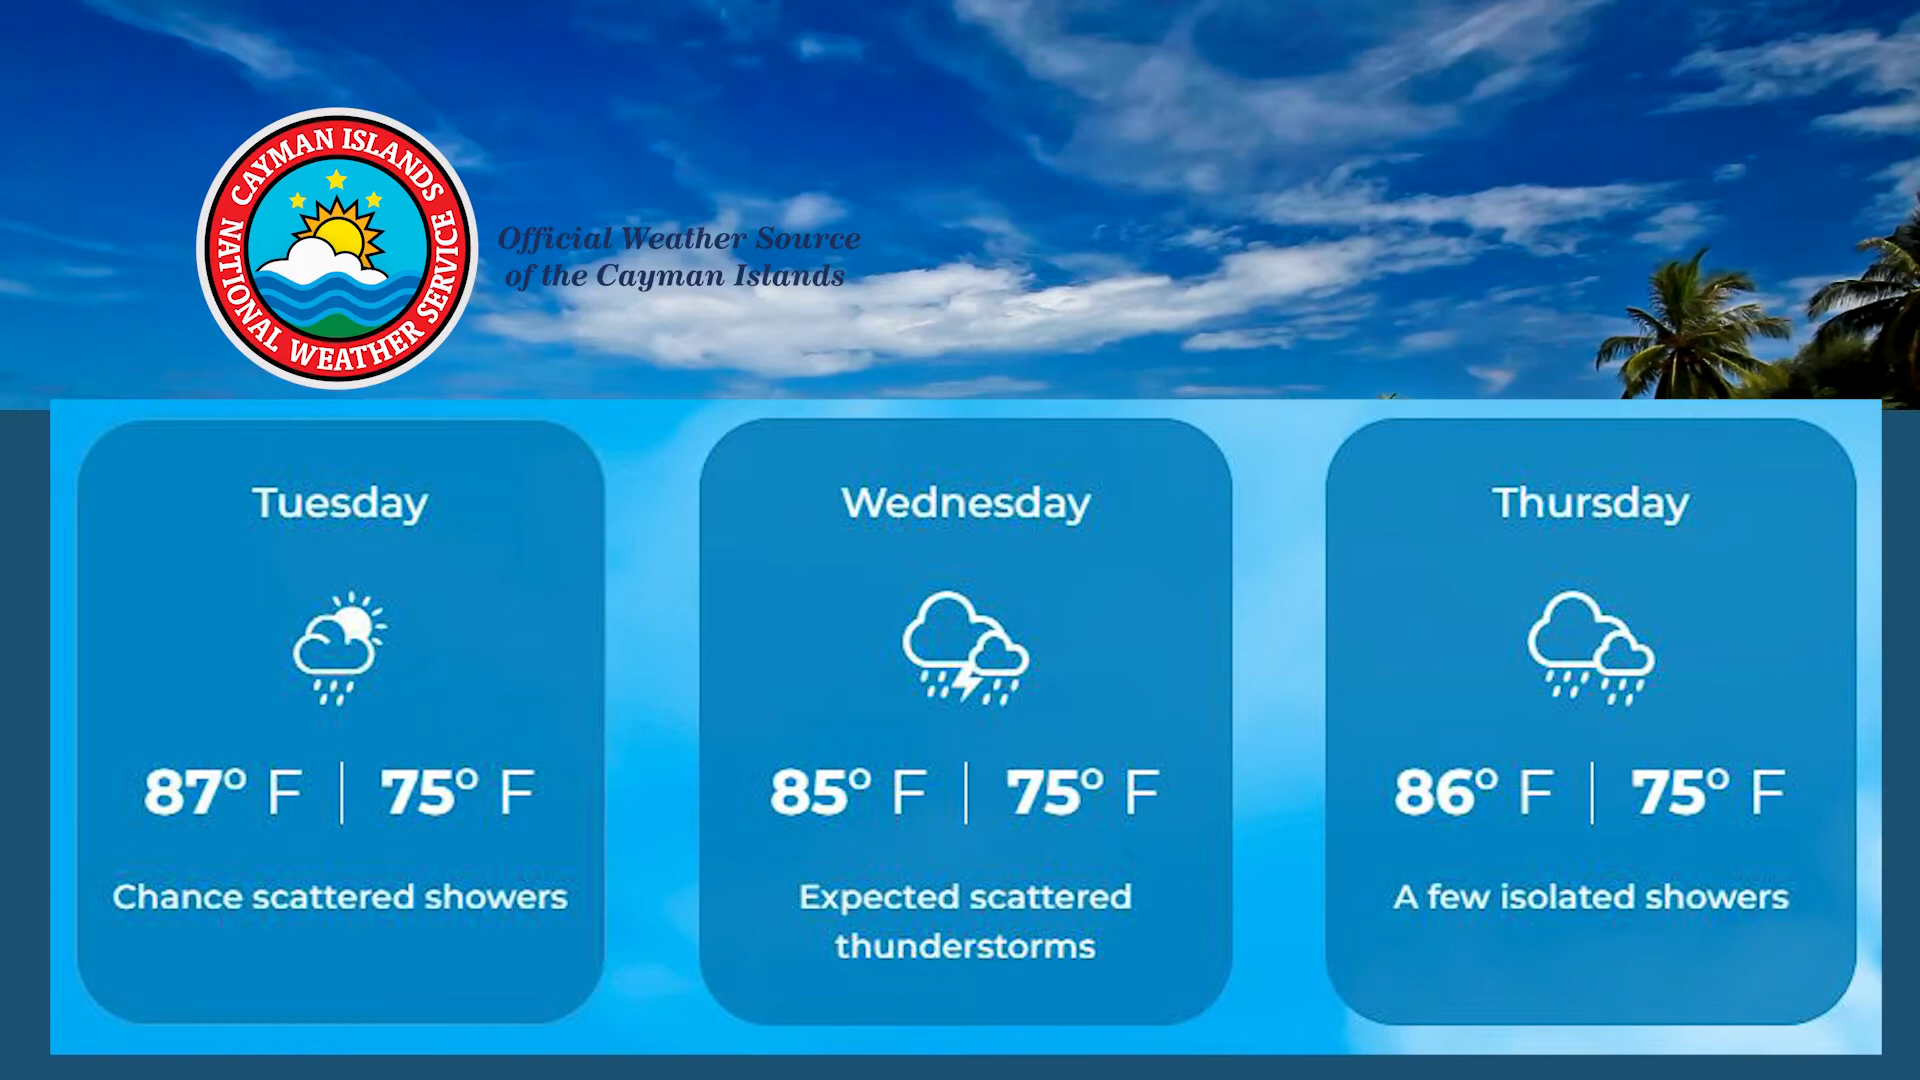 CAYMAN ISLANDS
NATIONAL WEATHER SERVICE
Official Weather Source
of the Cayman Islands
Tuesday
87° F | 75° F
Chance scattered showers
Wednesday
85° F | 75° F
Expected scattered
thunderstorms
Thursday
86° F | 75° F
A few isolated showers